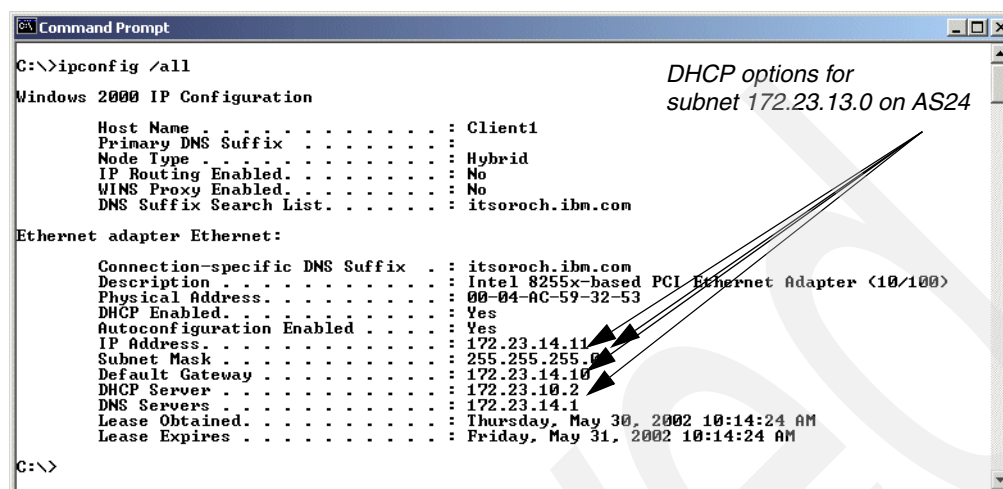 Command Prompt
C:\>ipconfig /all
DHCP options for
subnet 172.23.13.0 on AS24
Windows 2000 IP Configuration
Host Name . . . . . . . . . . . . : Client1
Primary DNS Suffix . . . . . . . :
Node Type . . . . . . . . . . . . : Hybrid
IP Routing Enabled. . . . . . . . : No
WINS Proxy Enabled. . . . . . . . : No
DNS Suffix Search List. . . . . . : itsoroch.ibm.com
Ethernet adapter Ethernet:
Connection-specific DNS Suffix . : itsoroch.ibm.com
Description . . . . . . . . . . . : Intel 8255x-based PCI Ethernet Adapter (10/100)
Physical Address. . . . . . . . . : 00-04-AC-59-32-53
DHCP Enabled. . . . . . . . . . . : Yes
Autoconfiguration Enabled . . . . : Yes
IP Address. . . . . . . . . . . . : 172.23.14.11
Subnet Mask . . . . . . . . . . . : 255.255.255.0
Default Gateway . . . . . . . . . : 172.23.14.10
DHCP Server . . . . . . . . . . . : 172.23.10.2
DNS Servers . . . . . . . . . . . : 172.23.14.1
Lease Obtained. . . . . . . . . . : Thursday, May 30, 2002 10:14:24 AM
Lease Expires . . . . . . . . . . : Friday, May 31, 2002 10:14:24 AM
C:\>